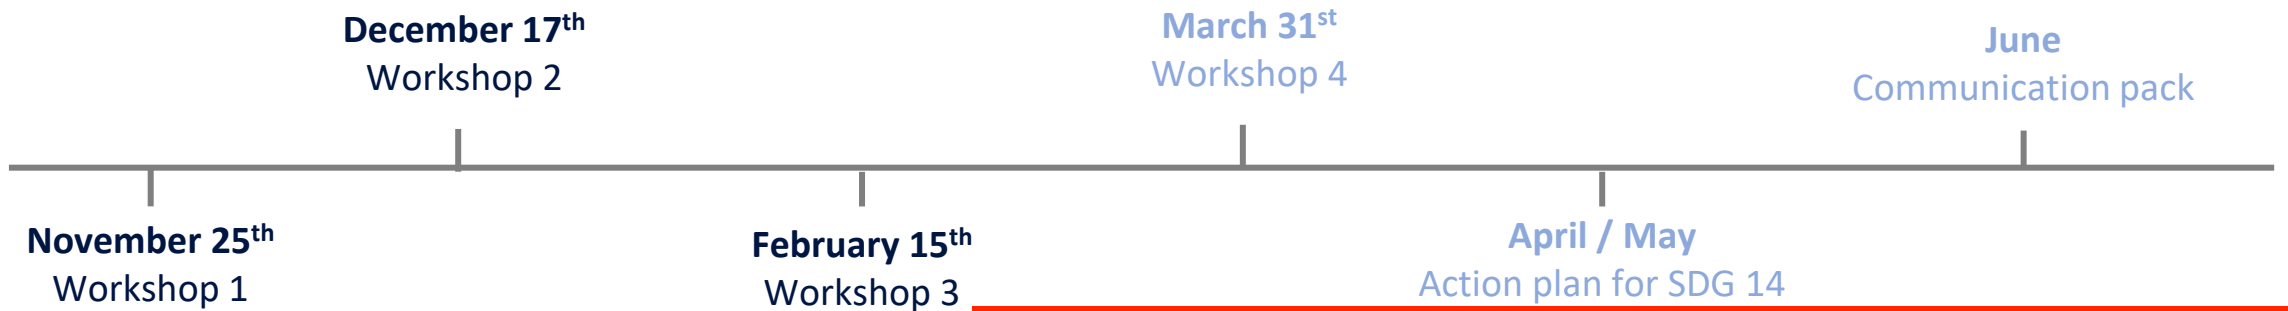 December 17th
Workshop 2
March 31st
Workshop 4
June
Communication pack
November 25th
Workshop 1
February 15th
Workshop 3
April / May
Action plan for SDG 14